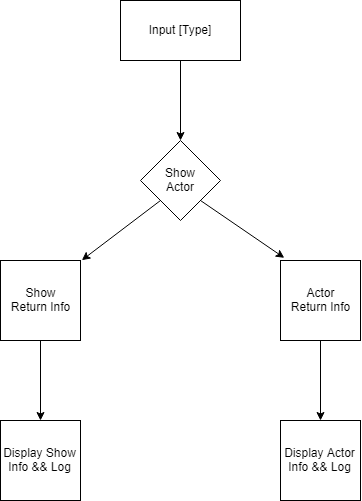 Input [Type]
Show
Actor
Show
Return Info
Actor
Return Info
Display Show
Info && Log
Display Actor
Info && Log